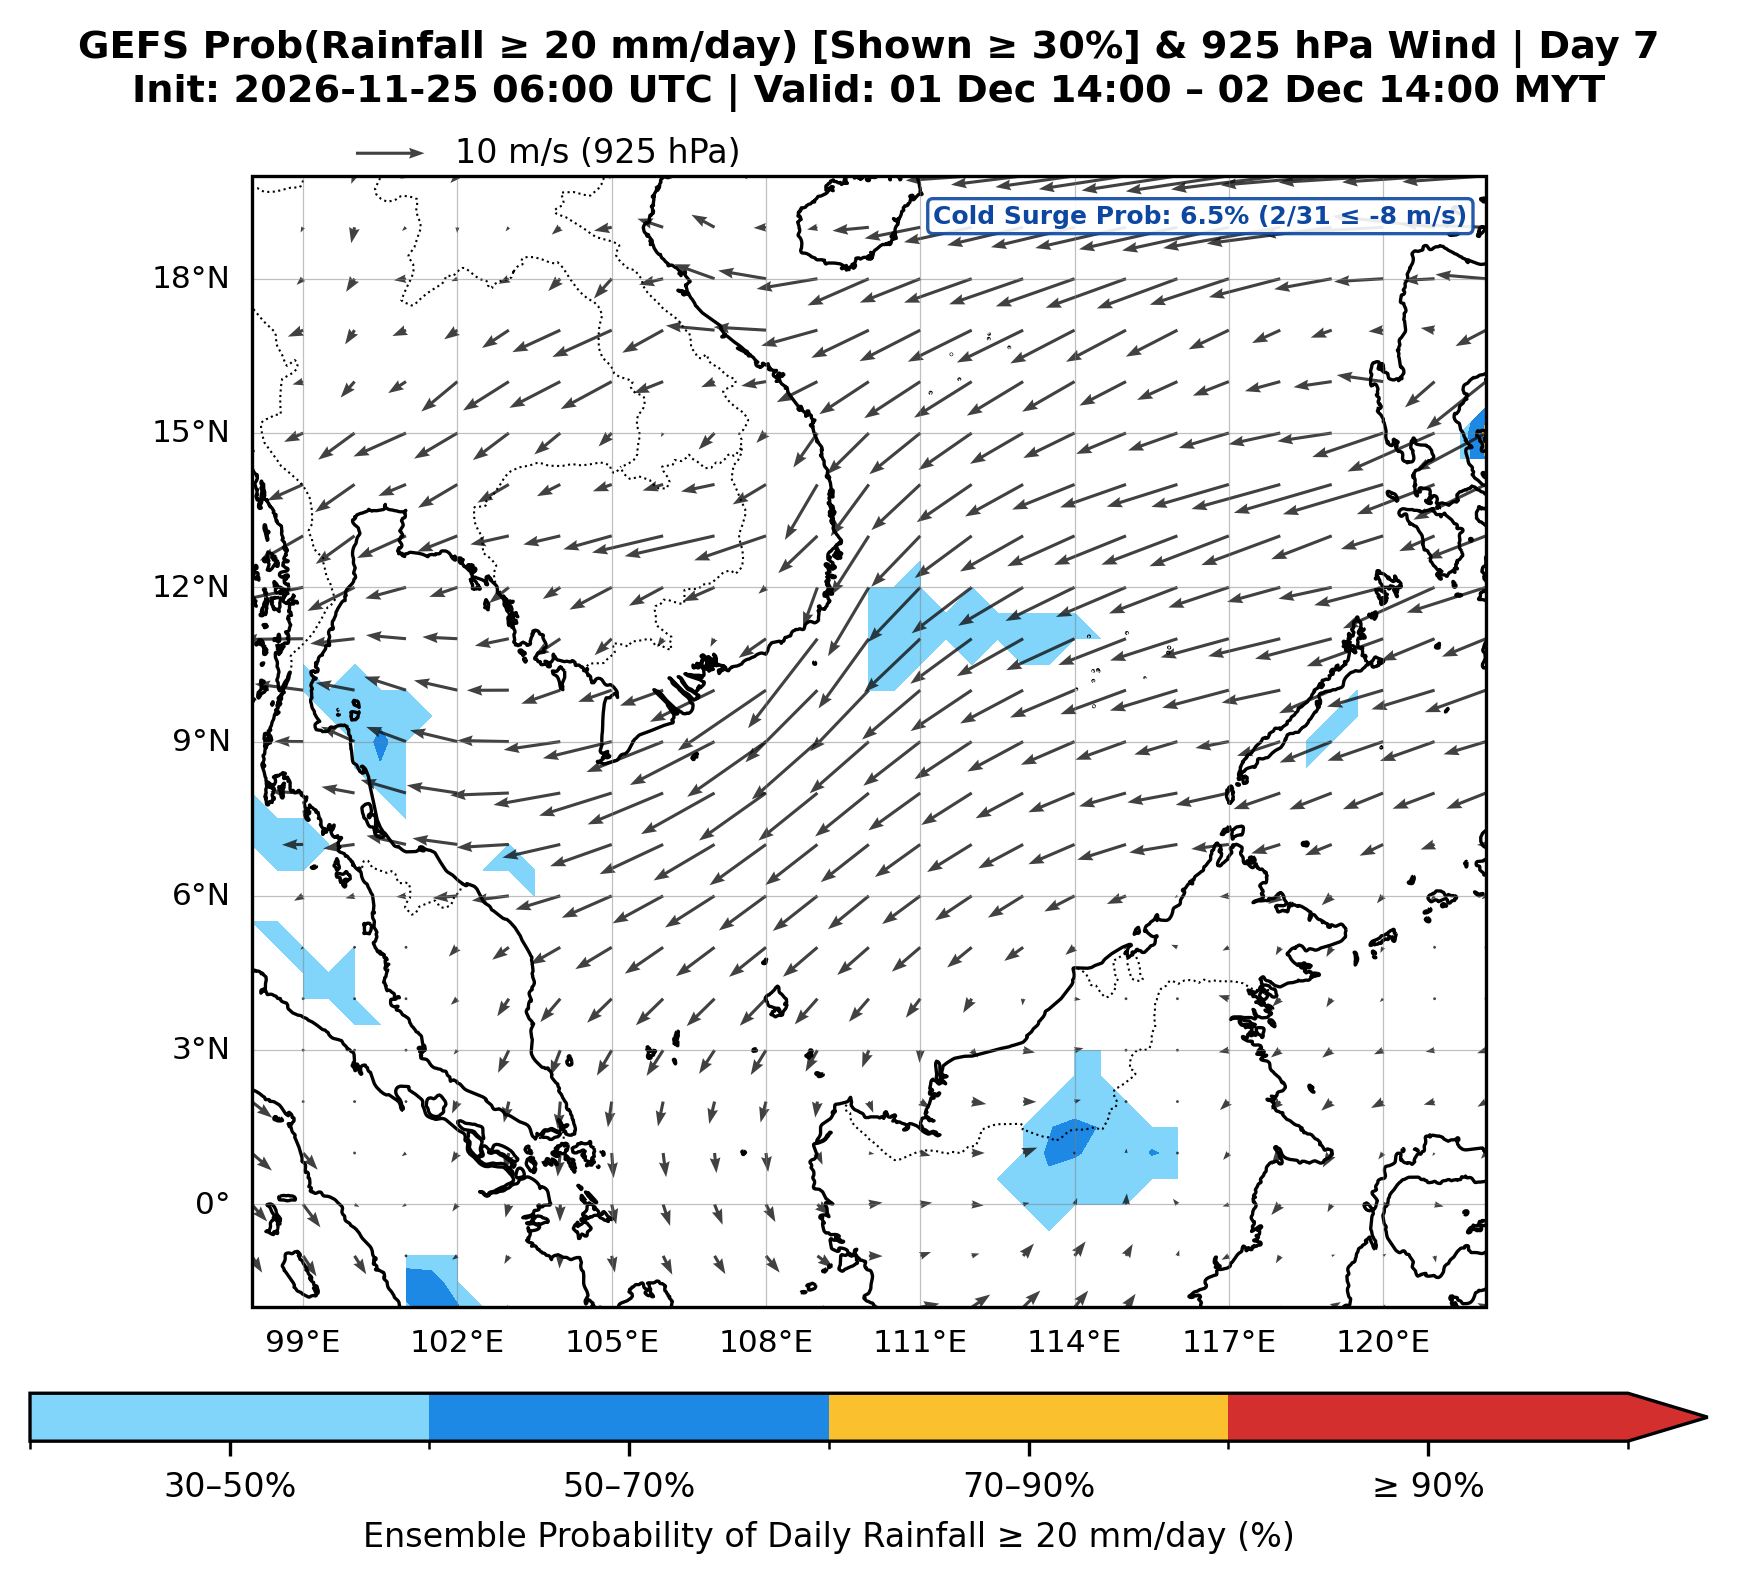 GEFS Prob(Rainfall ≥ 20 mm/day) [Shown ≥ 30%] & 925 hPa Wind | Day 7
Init: 2026-11-25 06:00 UTC | Valid: 01 Dec 14:00 – 02 Dec 14:00 MYT
10 m/s (925 hPa)
Cold Surge Prob: 6.5% (2/31 ≤ -8 m/s)
18°N
15°N
12°N
9°N
6°N
3°N
0°
99°E 102°E 105°E 108°E 111°E 114°E 117°E 120°E
30–50% 50–70% 70–90% ≥ 90%
Ensemble Probability of Daily Rainfall ≥ 20 mm/day (%)